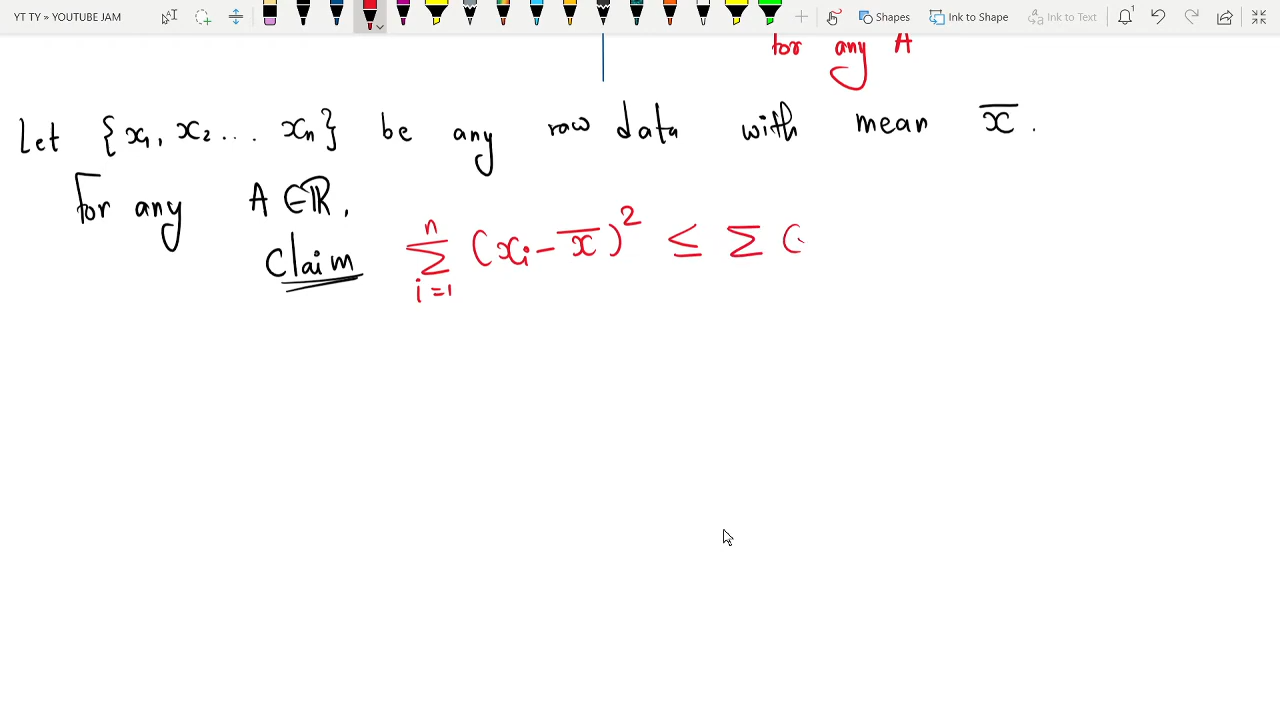 YT TY » YOUTUBE JAM
Shapes
Ink to Shape
Ink to Text
for any A
Let {x₁, x₂ ... xₙ} be any raw data with mean x̅ .
For any A ∈ ℝ,
Claim n∑i=1 (xᵢ - x̅)² ≤ ∑ (